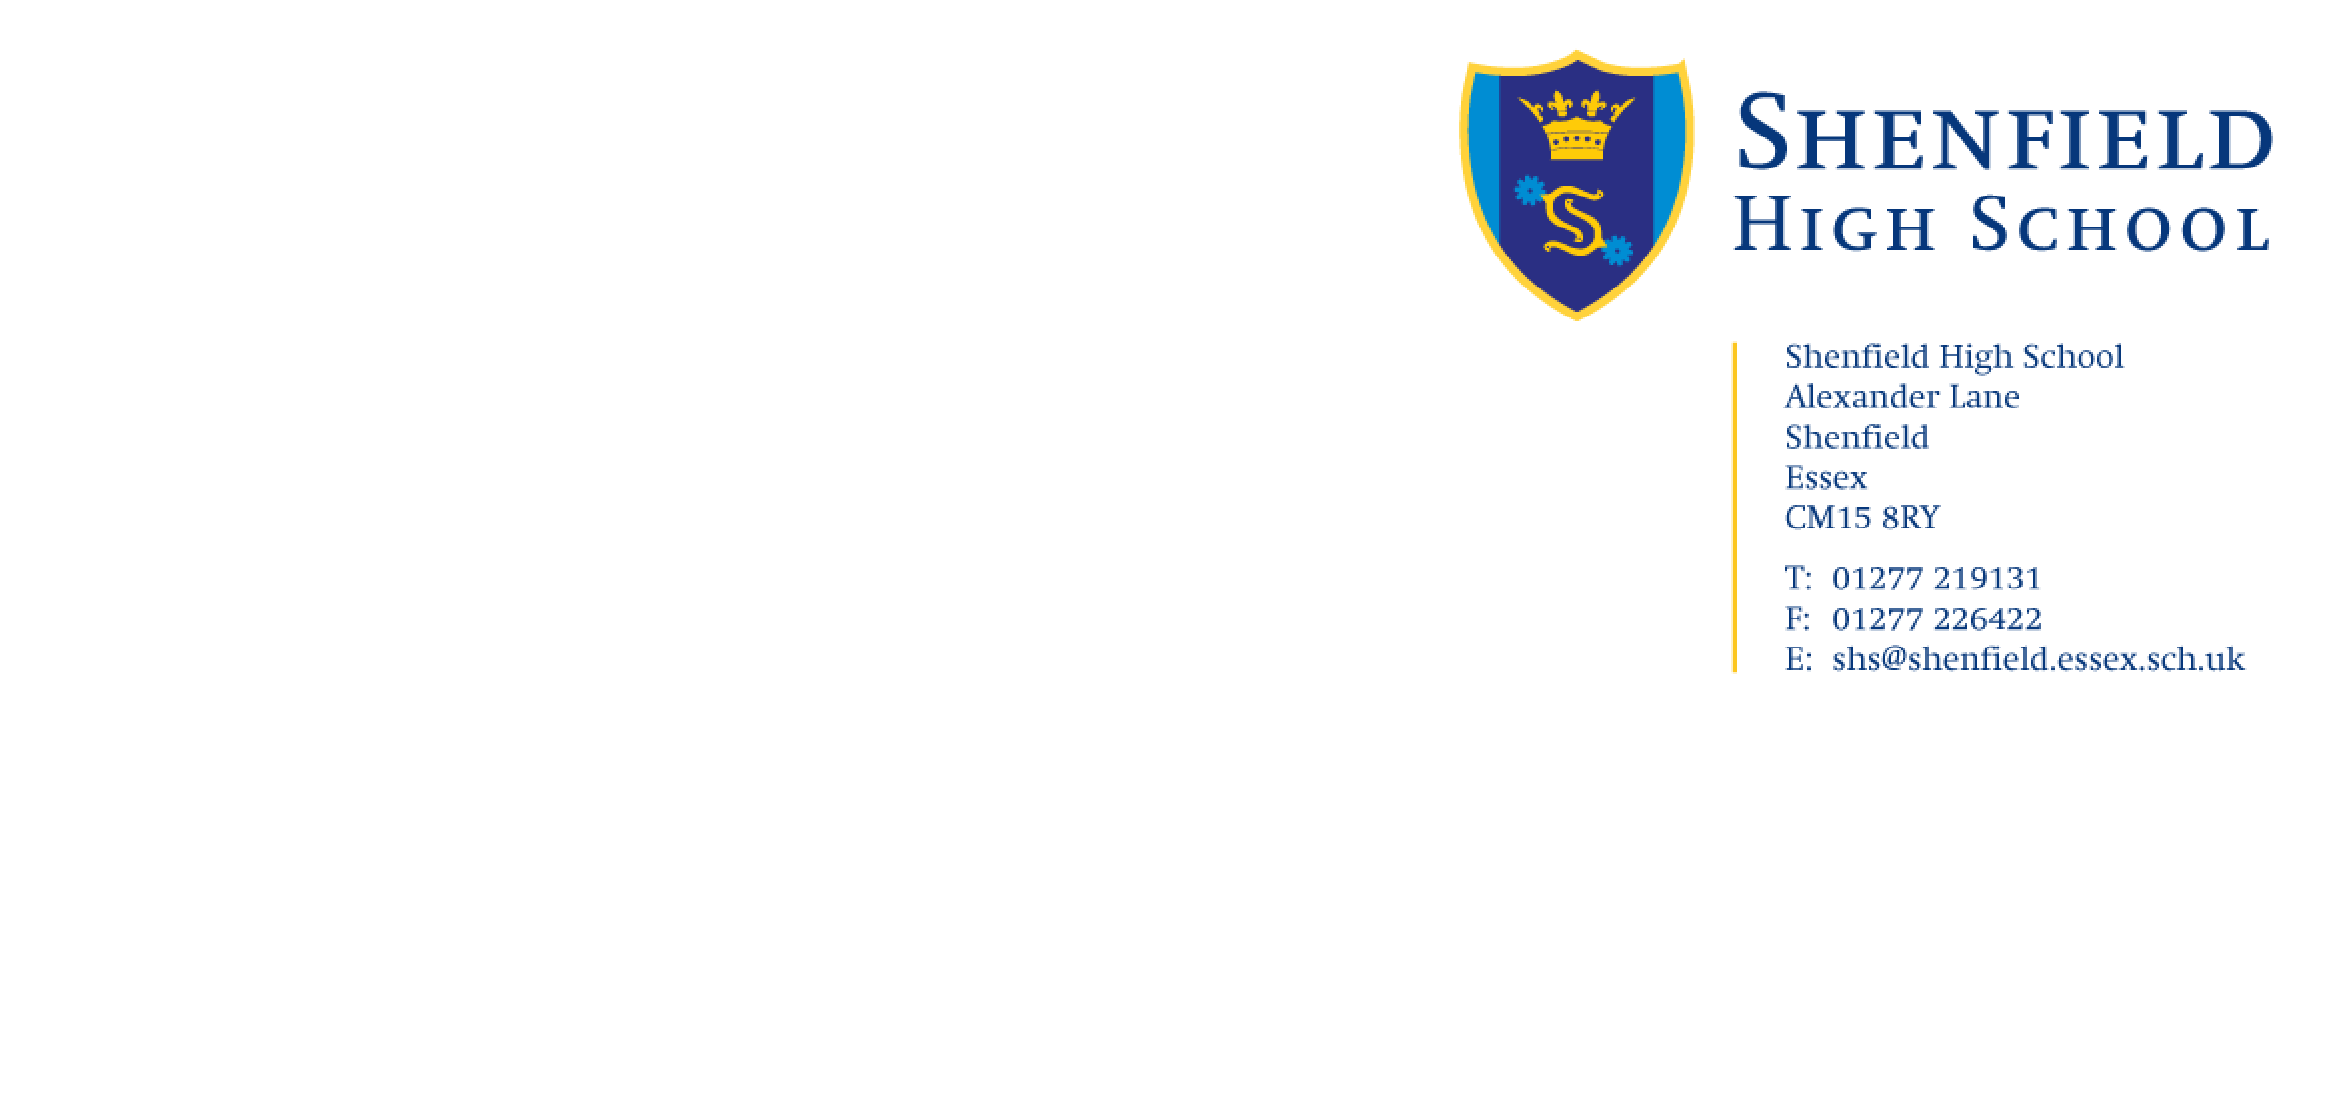 SHENFIELD
HIGH SCHOOL
Shenfield High School
Alexander Lane
Shenfield
Essex
CM15 8RY
T: 01277 219131
F: 01277 226422
E: shs@shenfield.essex.sch.uk